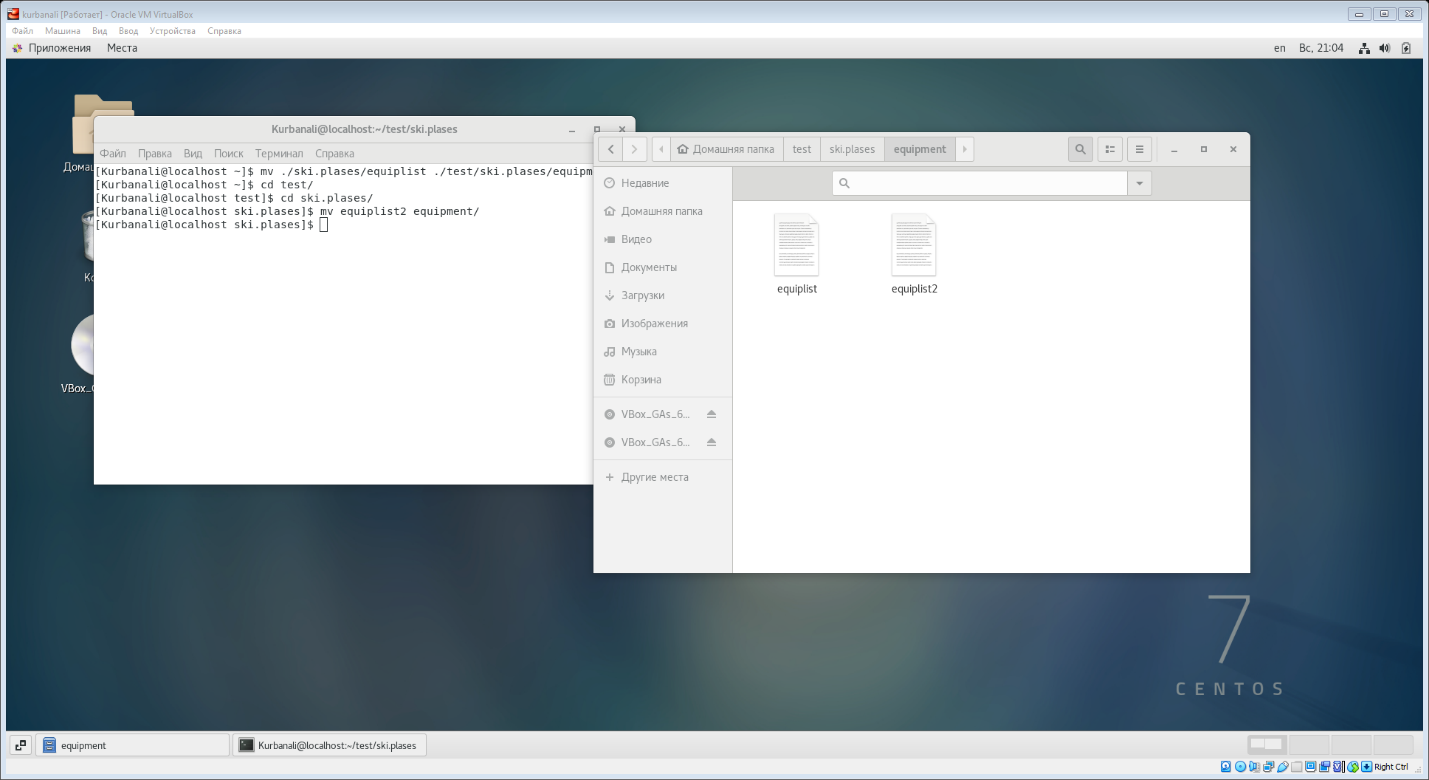 kurbanali [Работает] - Oracle VM VirtualBox
Файл Машина Вид Ввод Устройства Справка
Приложения Места en Вс, 21:04
Kurbanali@localhost:~/test/ski.plases
Файл Правка Вид Поиск Терминал Справка
[Kurbanali@localhost ~]$ mv ./ski.plases/equiplist ./test/ski.plases/equipm
[Kurbanali@localhost ~]$ cd test/
[Kurbanali@localhost test]$ cd ski.plases/
[Kurbanali@localhost ski.plases]$ mv equiplist2 equipment/
[Kurbanali@localhost ski.plases]$
Домашняя папка test ski.plases equipment
Недавние
Домашняя папка
Видео
Документы
Загрузки
Изображения
Музыка
Корзина
VBox_GAs_6...
VBox_GAs_6...
Другие места
equiplist equiplist2
7
CENTOS
equipment Kurbanali@localhost:~/test/ski.plases
Right Ctrl